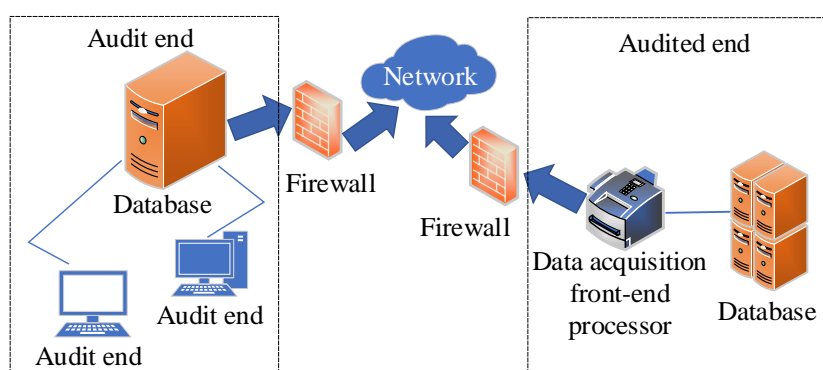 Audit end
Database
Audit end
Audit end
Firewall
Network
Firewall
Audited end
Data acquisition
front-end
processor
Database